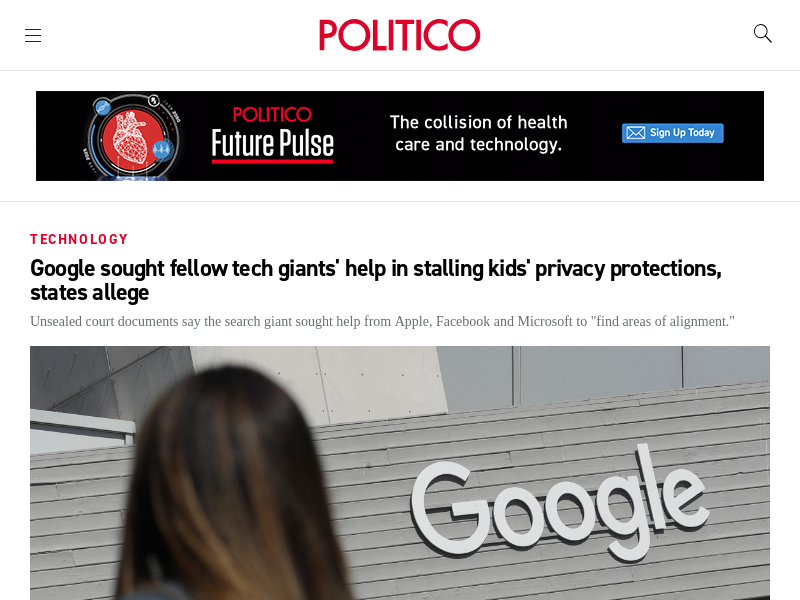 POLITICO
POLITICO
Future Pulse
The collision of health
care and technology.
Sign Up Today
TECHNOLOGY
Google sought fellow tech giants' help in stalling kids' privacy protections,
states allege
Unsealed court documents say the search giant sought help from Apple, Facebook and Microsoft to "find areas of alignment."
Google